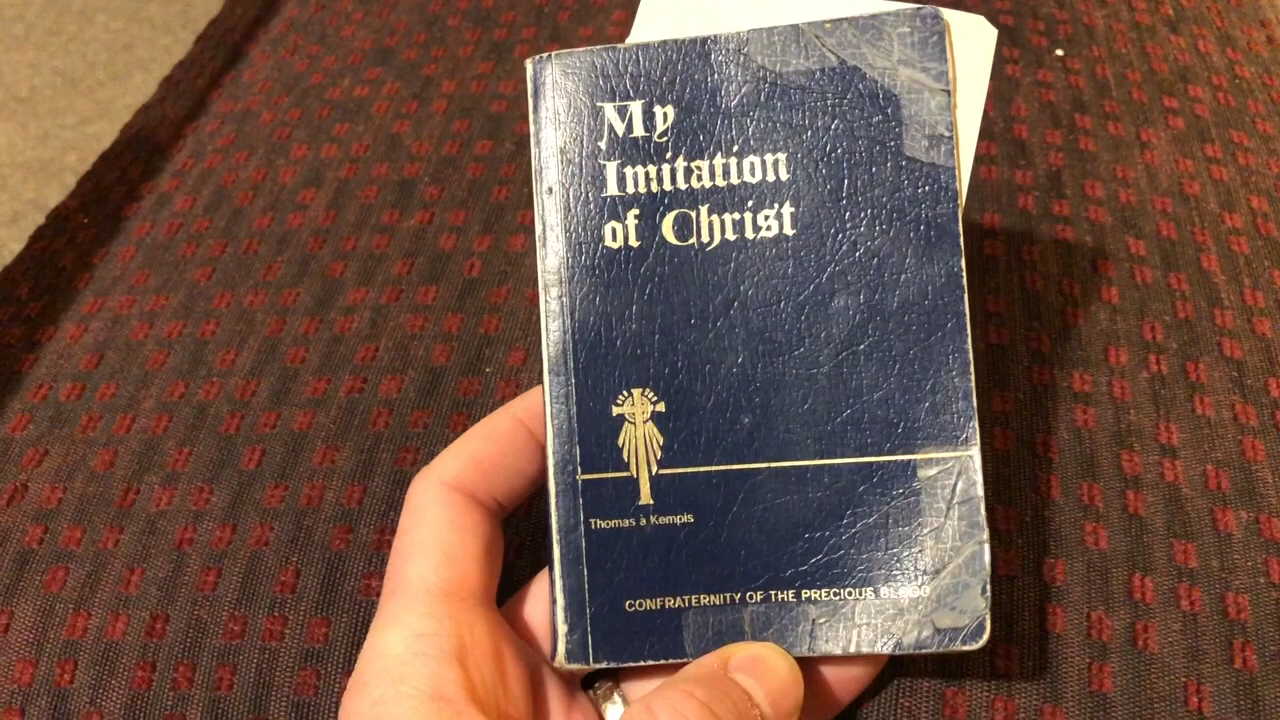 My
Imitation
of Christ
Thomas à Kempis
CONFRATERNITY OF THE PRECIOUS BLOOD